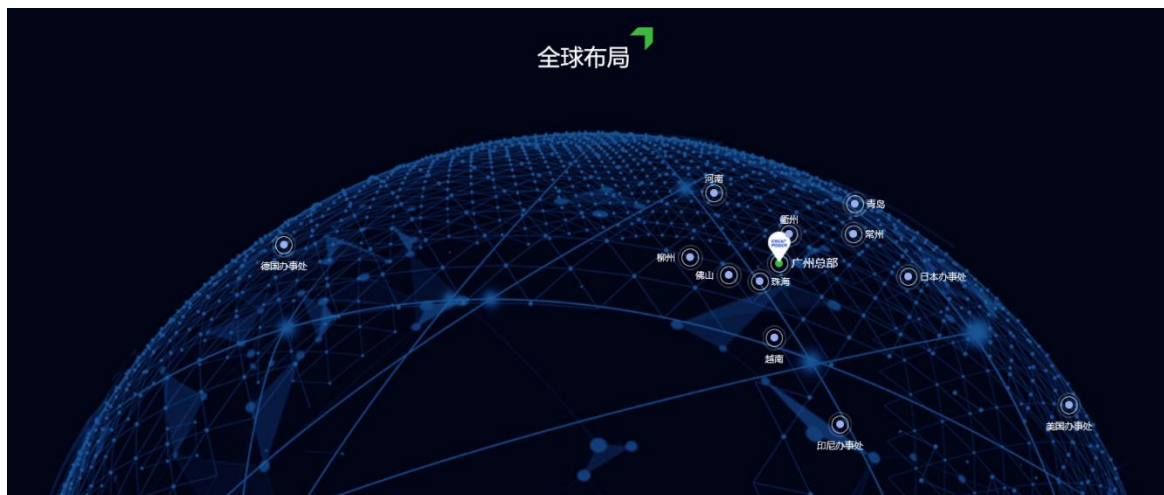 全球布局
河南
青岛
衢州
常州
柳州
广州总部
佛山
珠海
德国办事处
日本办事处
越南
美国办事处
印尼办事处